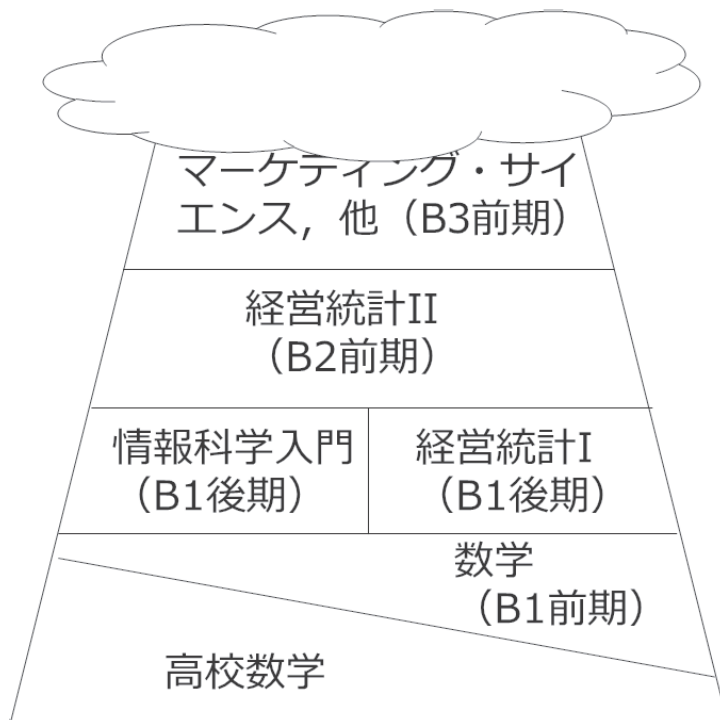 マーケティング・サイ
エンス，他（B3前期）
経営統計II
（B2前期）
情報科学入門
（B1後期）
経営統計I
（B1後期）
数学
（B1前期）
高校数学